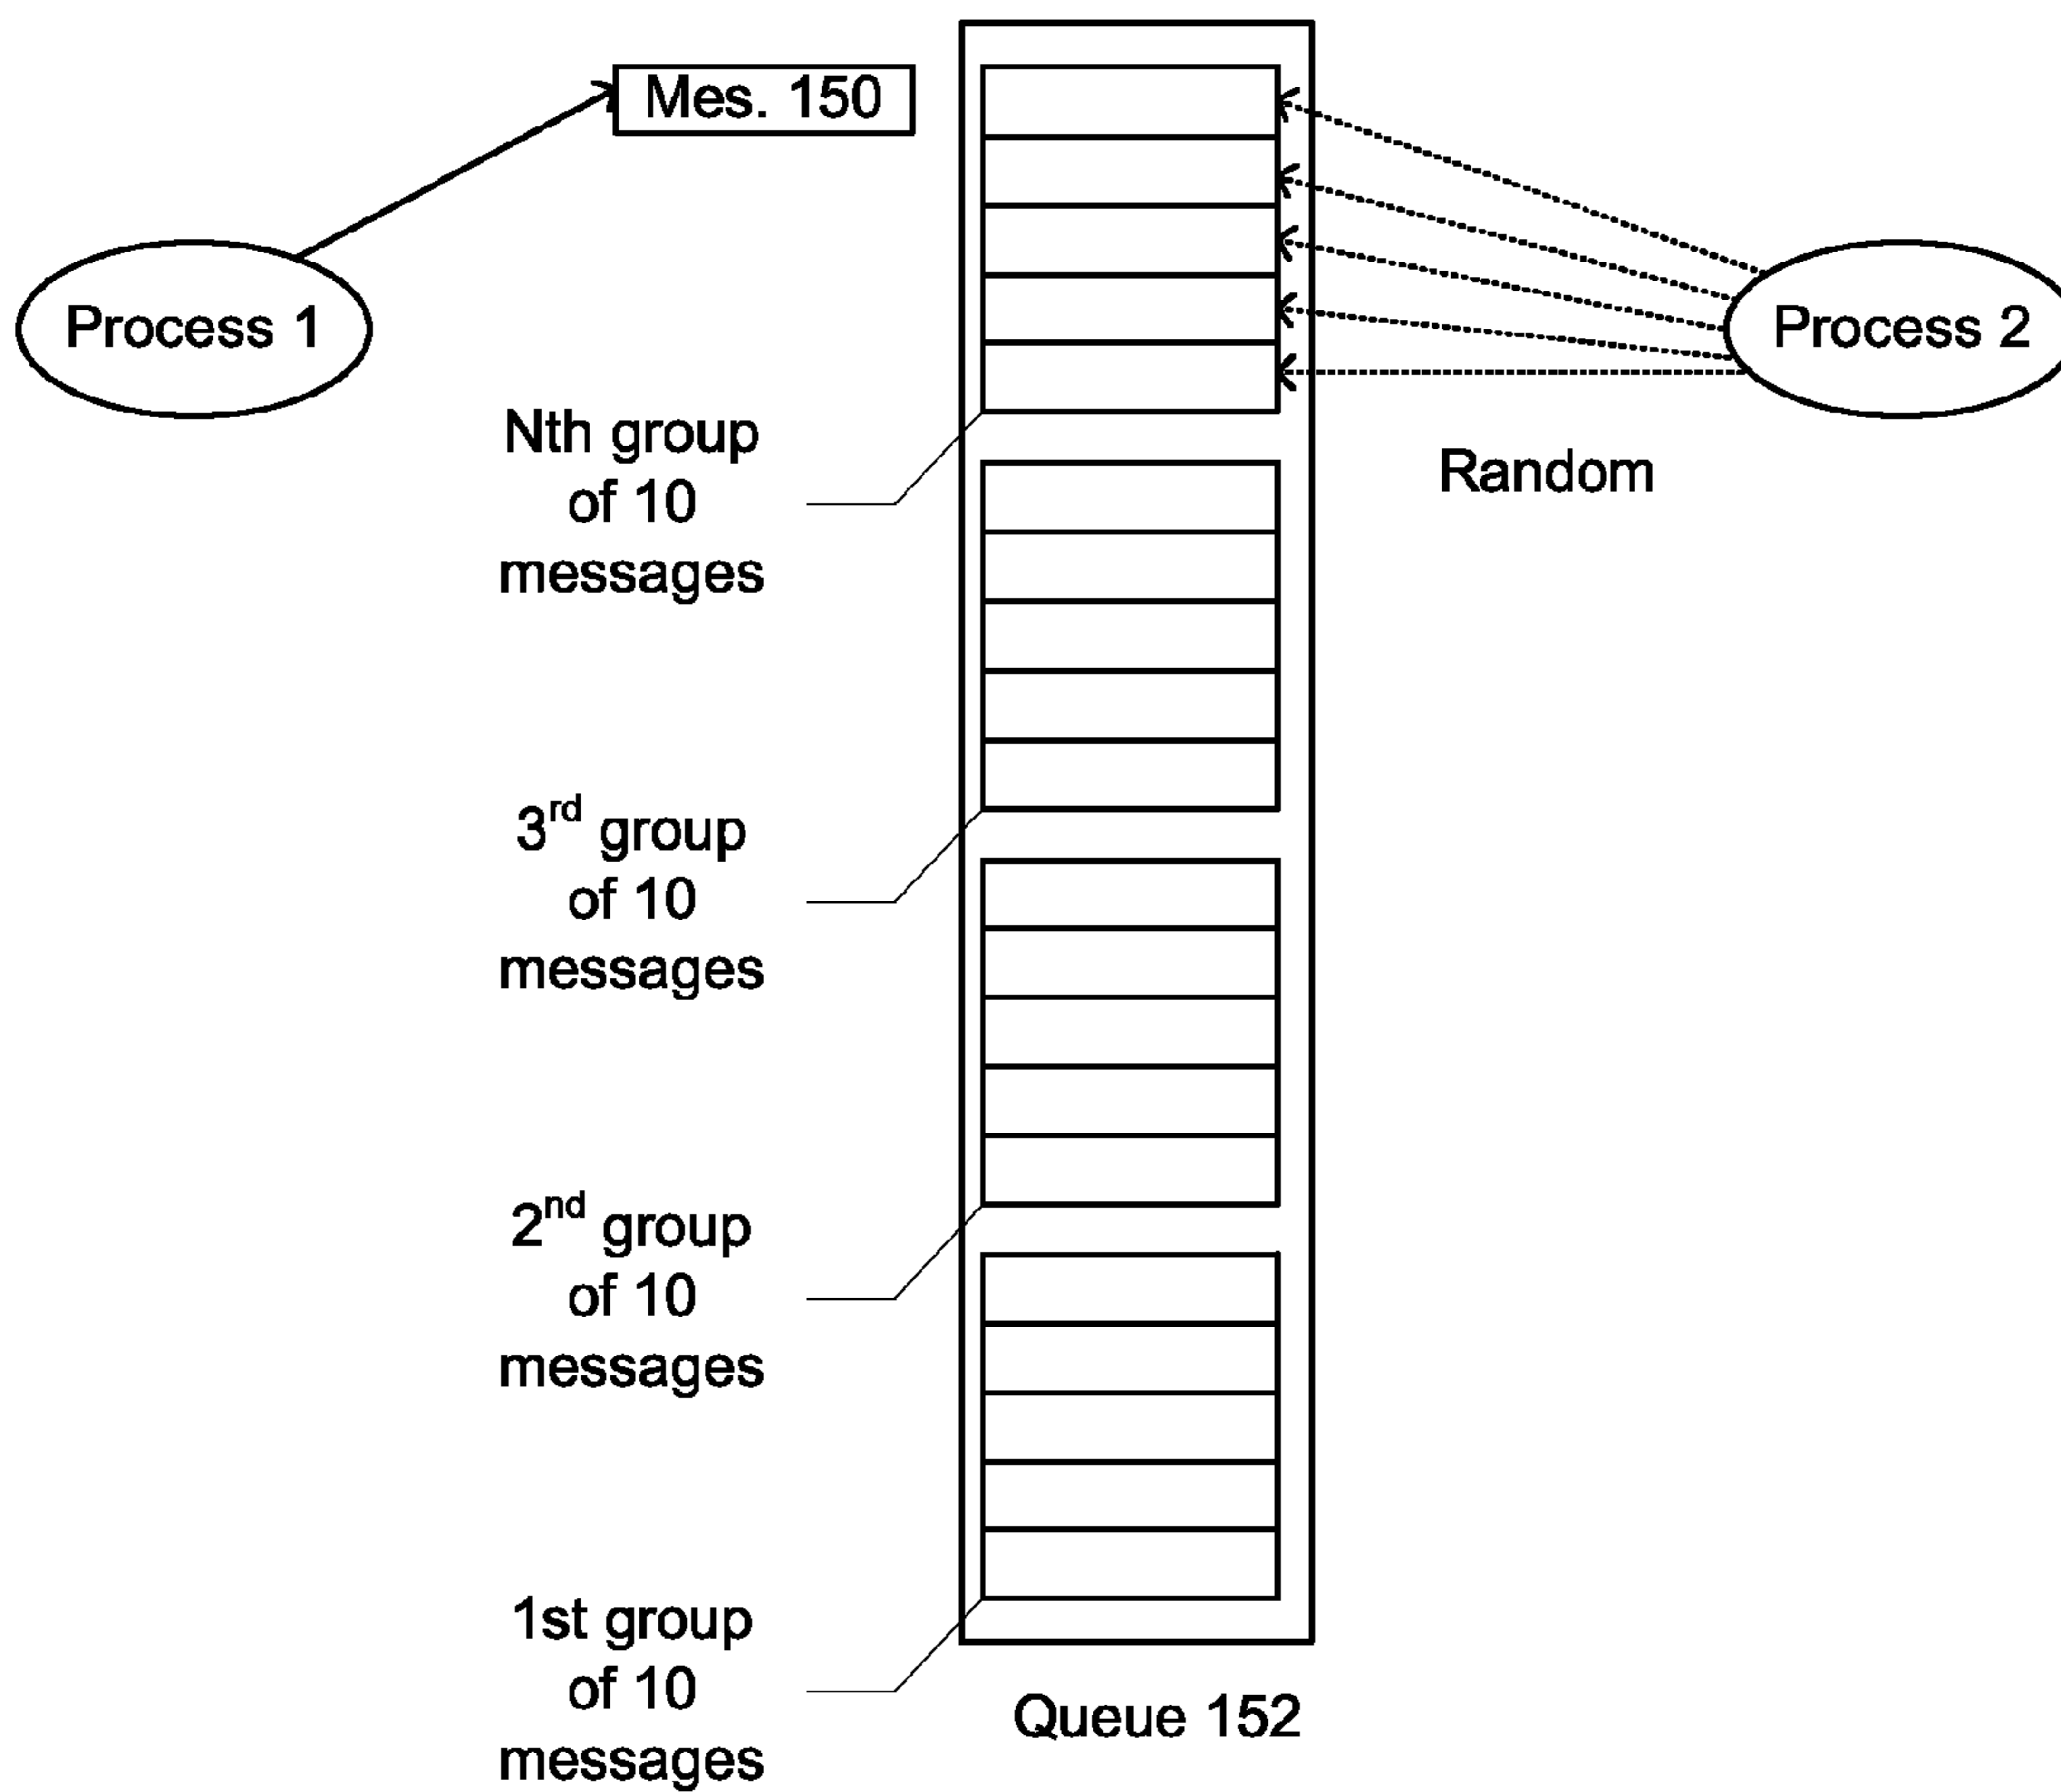 Mes. 150
Process 1
Process 2
Nth group
of 10
messages
Random
3rd group
of 10
messages
2nd group
of 10
messages
1st group
of 10
messages
Queue 152